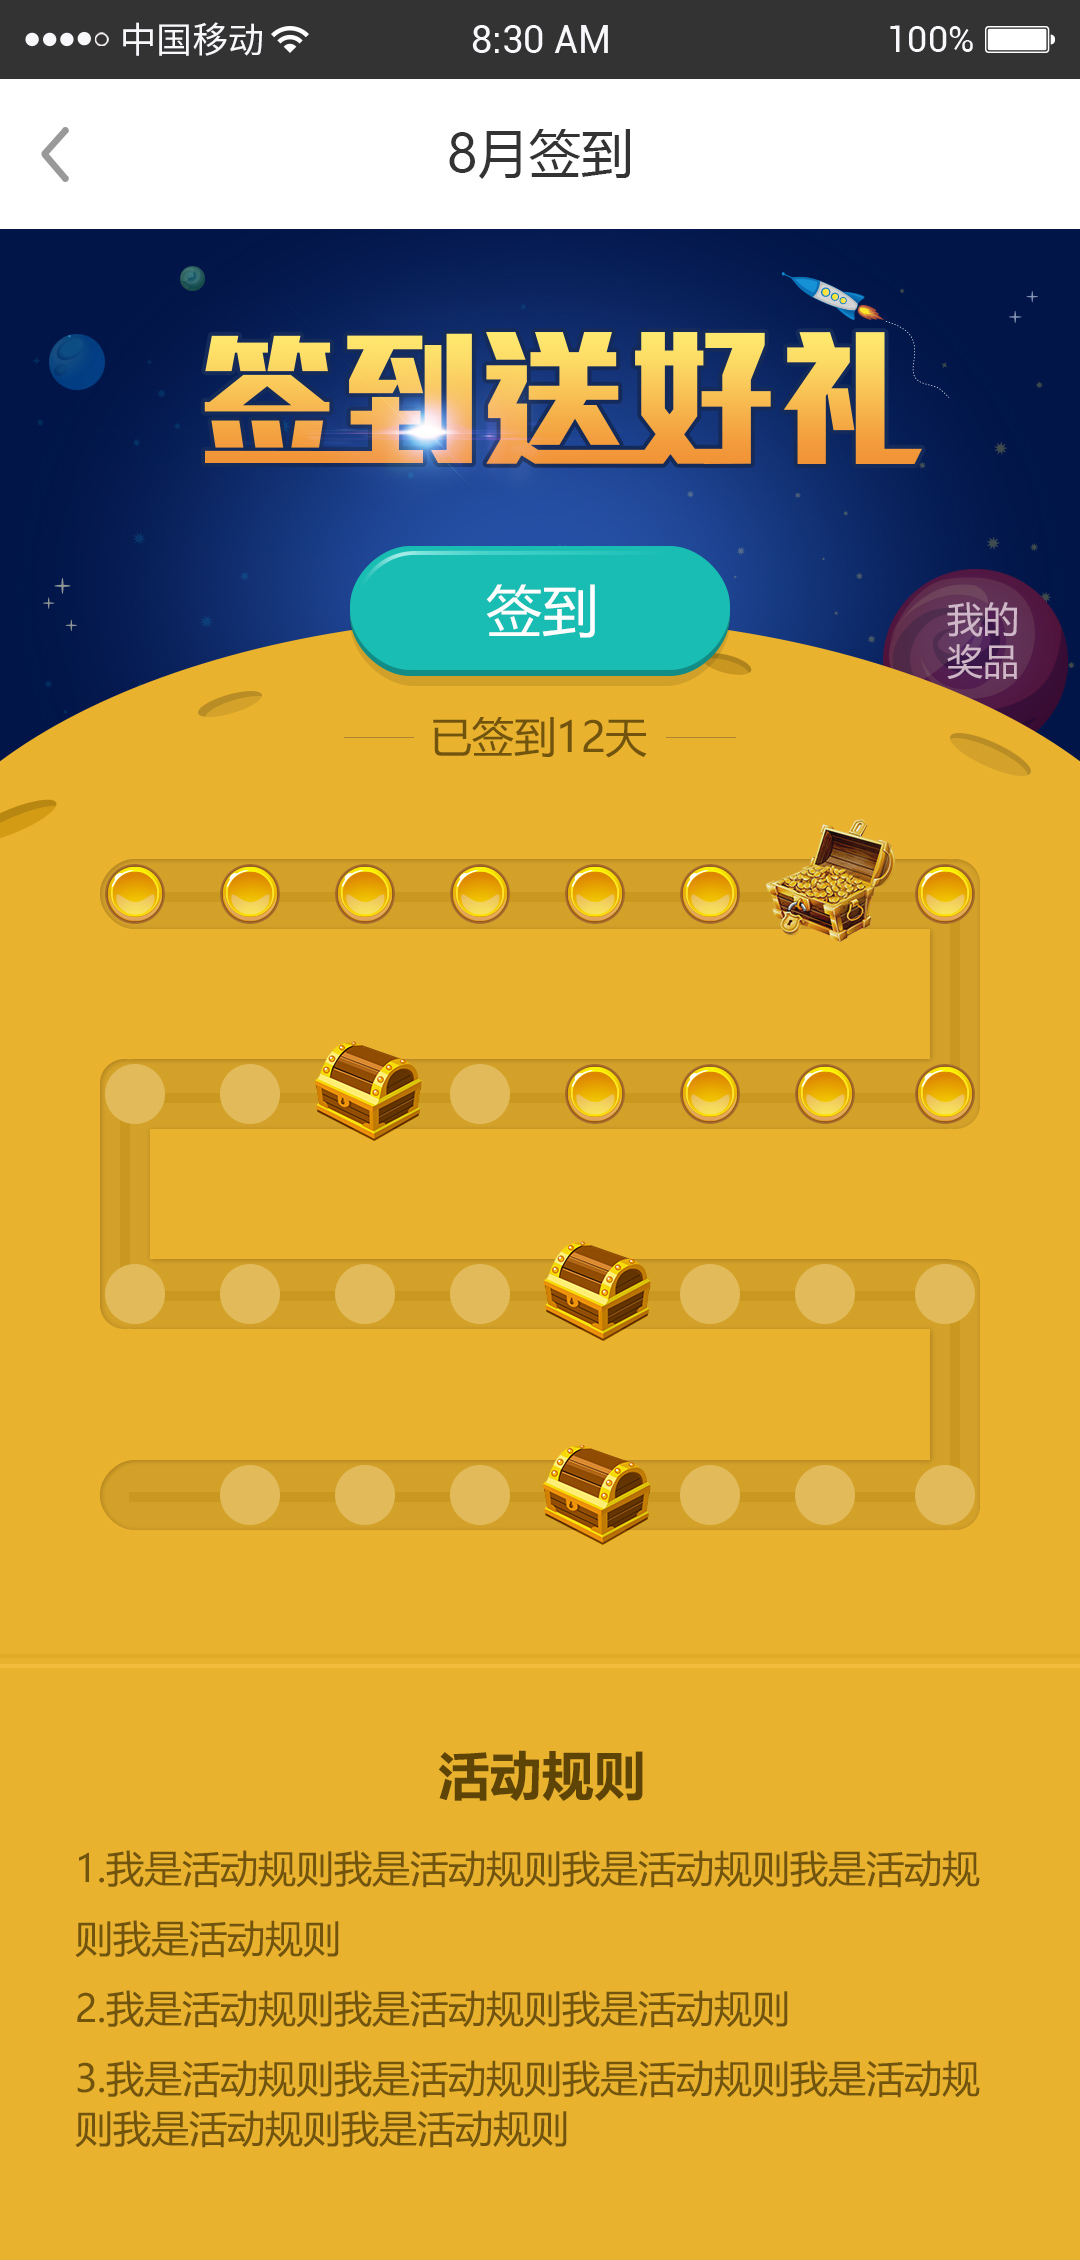 中国移动 8:30 AM 100%
8月签到
签到送好礼
签到
我的
奖品
已签到12天
活动规则
1.我是活动规则我是活动规则我是活动规则我是活动规
则我是活动规则
2.我是活动规则我是活动规则我是活动规则
3.我是活动规则我是活动规则我是活动规则我是活动规
则我是活动规则我是活动规则